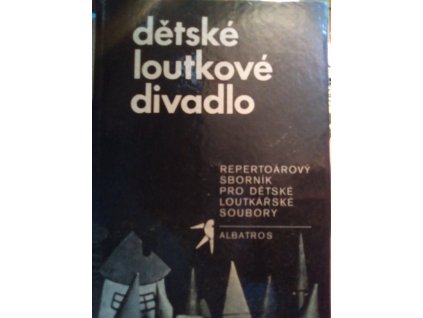 dětské
loutkové
divadlo
REPERTOÁROVÝ
SBORNÍK
PRO DĚTSKÉ
LOUTKÁŘSKÉ
SOUBORY
ALBATROS